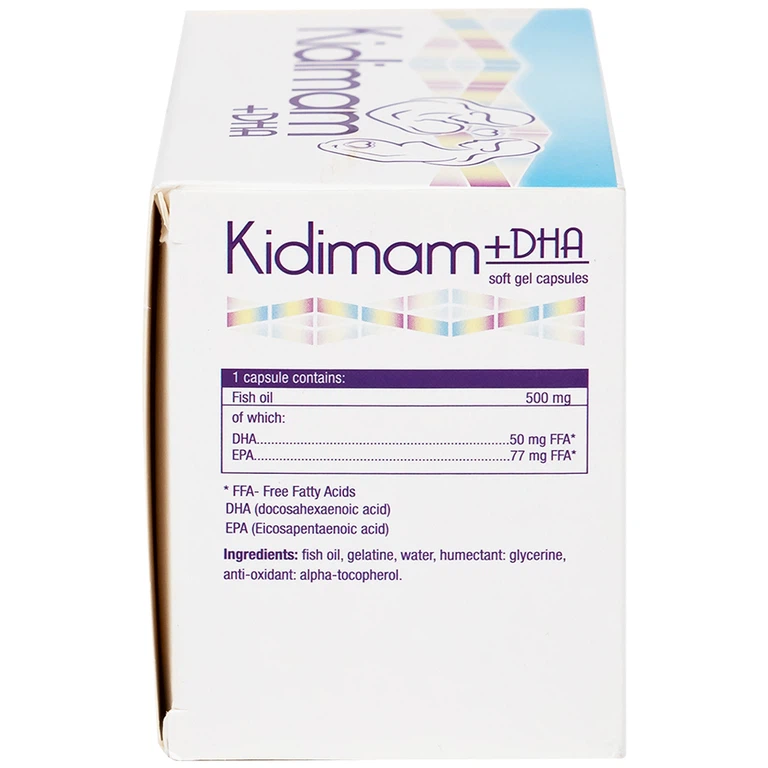 Kidimam
+DHA
Kidimam +DHA
soft gel capsules
1 capsule contains:
Fish oil 500 mg
of which:
DHA..........................................................50 mg FFA*
EPA...........................................................77 mg FFA*
* FFA- Free Fatty Acids
DHA (docosahexaenoic acid)
EPA (Eicosapentaenoic acid)
Ingredients: fish oil, gelatine, water, humectant: glycerine,
anti-oxidant: alpha-tocopherol.